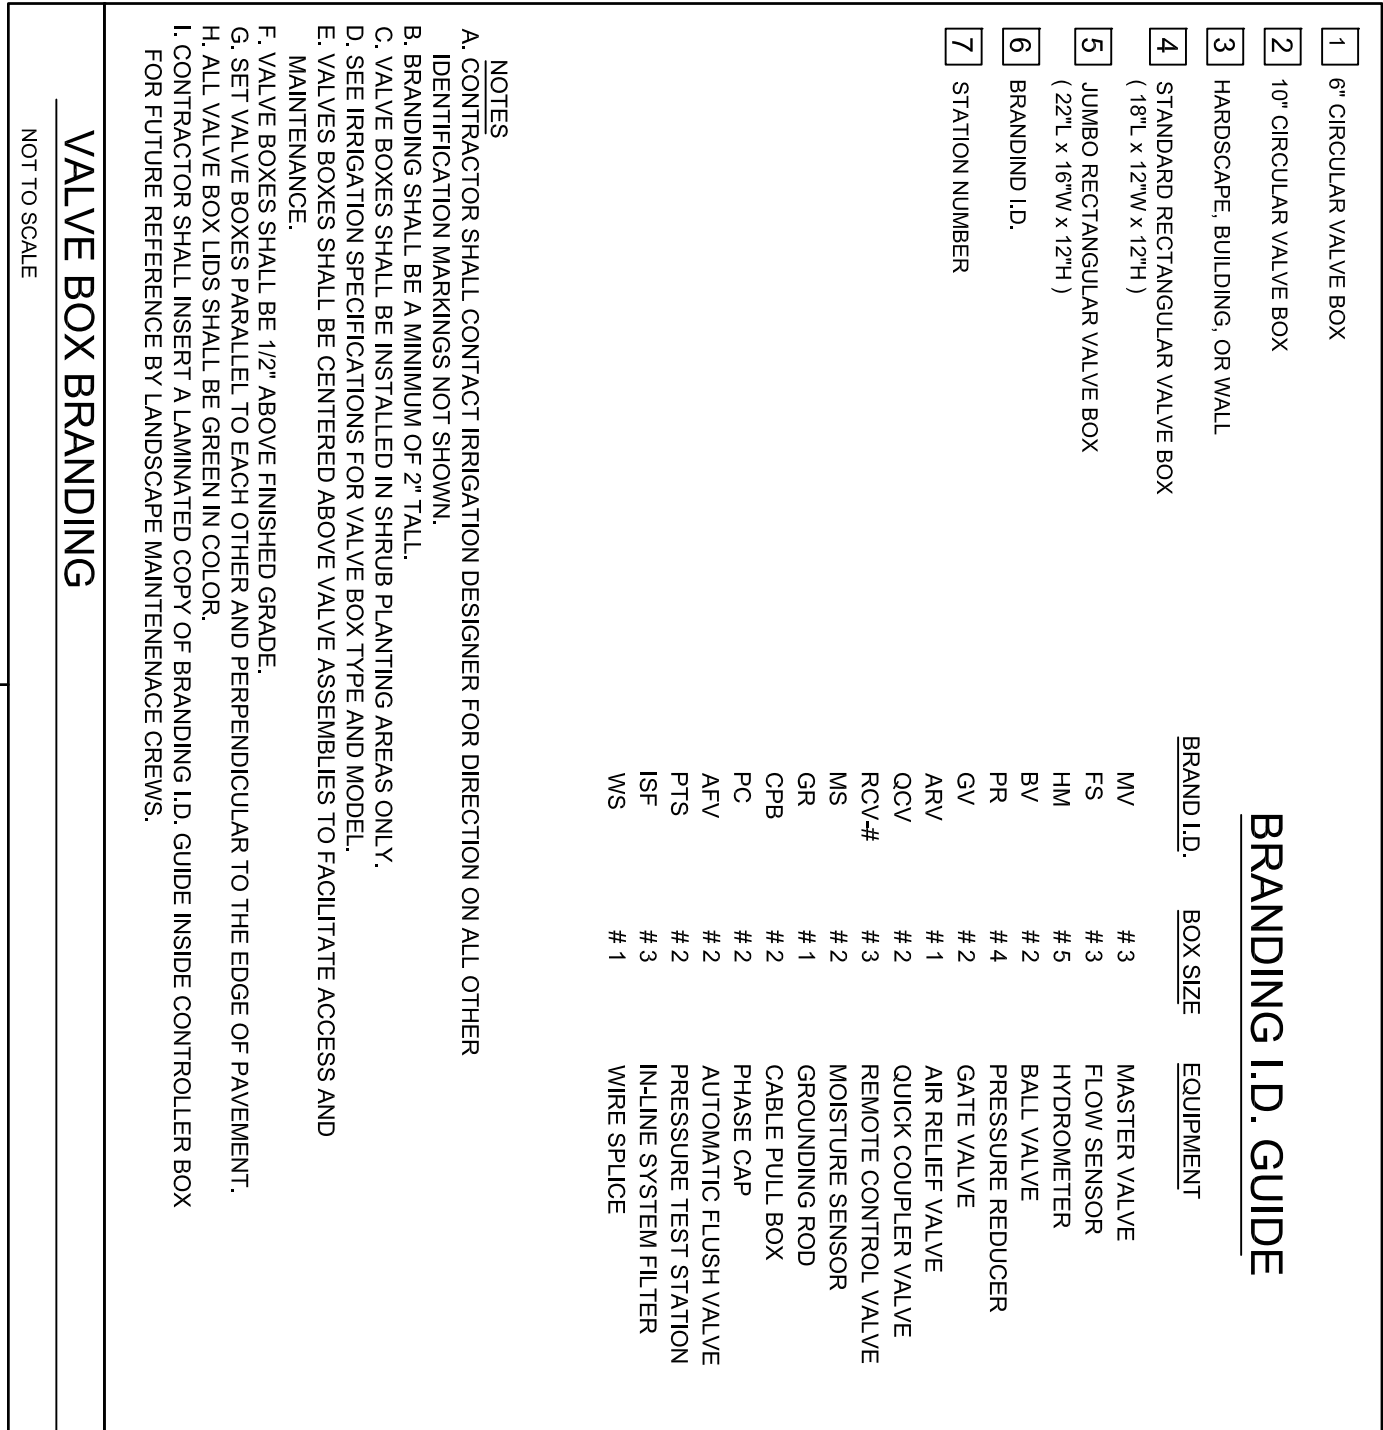 1 6" CIRCULAR VALVE BOX
2 10" CIRCULAR VALVE BOX
3 HARDSCAPE, BUILDING, OR WALL
4 STANDARD RECTANGULAR VALVE BOX
( 18"L x 12"W x 12"H )
5 JUMBO RECTANGULAR VALVE BOX
( 22"L x 16"W x 12"H )
6 BRANDIND I.D.
7 STATION NUMBER
BRANDING I.D. GUIDE
BRAND I.D. BOX SIZE EQUIPMENT
MV # 3 MASTER VALVE
FS # 3 FLOW SENSOR
HM # 5 HYDROMETER
BV # 2 BALL VALVE
PR # 4 PRESSURE REDUCER
GV # 2 GATE VALVE
ARV # 1 AIR RELIEF VALVE
QCV # 2 QUICK COUPLER VALVE
RCV-# # 3 REMOTE CONTROL VALVE
MS # 2 MOISTURE SENSOR
GR # 1 GROUNDING ROD
CPB # 2 CABLE PULL BOX
PC # 2 PHASE CAP
AFV # 2 AUTOMATIC FLUSH VALVE
PTS # 2 PRESSURE TEST STATION
ISF # 3 IN-LINE SYSTEM FILTER
WS # 1 WIRE SPLICE
NOTES
A. CONTRACTOR SHALL CONTACT IRRIGATION DESIGNER FOR DIRECTION ON ALL OTHER
IDENTIFICATION MARKINGS NOT SHOWN.
B. BRANDING SHALL BE A MINIMUM OF 2" TALL.
C. VALVE BOXES SHALL BE INSTALLED IN SHRUB PLANTING AREAS ONLY.
D. SEE IRRIGATION SPECIFICATIONS FOR VALVE BOX TYPE AND MODEL.
E. VALVES BOXES SHALL BE CENTERED ABOVE VALVE ASSEMBLIES TO FACILITATE ACCESS AND
MAINTENANCE.
F. VALVE BOXES SHALL BE 1/2" ABOVE FINISHED GRADE.
G. SET VALVE BOXES PARALLEL TO EACH OTHER AND PERPENDICULAR TO THE EDGE OF PAVEMENT.
H. ALL VALVE BOX LIDS SHALL BE GREEN IN COLOR.
I. CONTRACTOR SHALL INSERT A LAMINATED COPY OF BRANDING I.D. GUIDE INSIDE CONTROLLER BOX
FOR FUTURE REFERENCE BY LANDSCAPE MAINTENENACE CREWS.
VALVE BOX BRANDING
NOT TO SCALE